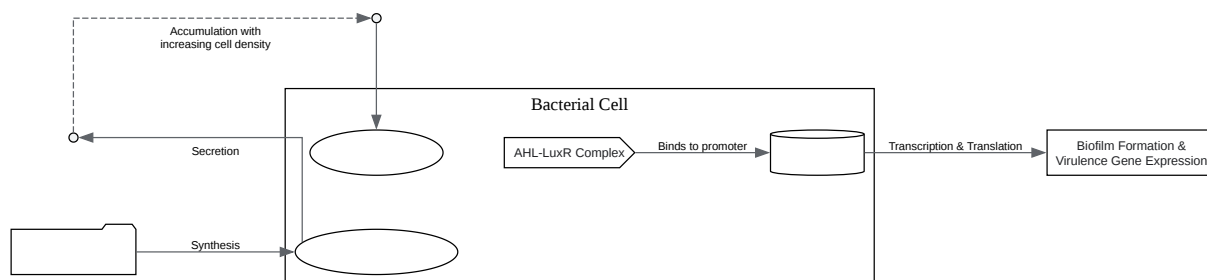 Accumulation with
increasing cell density
Bacterial Cell
Secretion
AHL-LuxR Complex
Binds to promoter
Transcription & Translation
Biofilm Formation &
Virulence Gene Expression
Synthesis